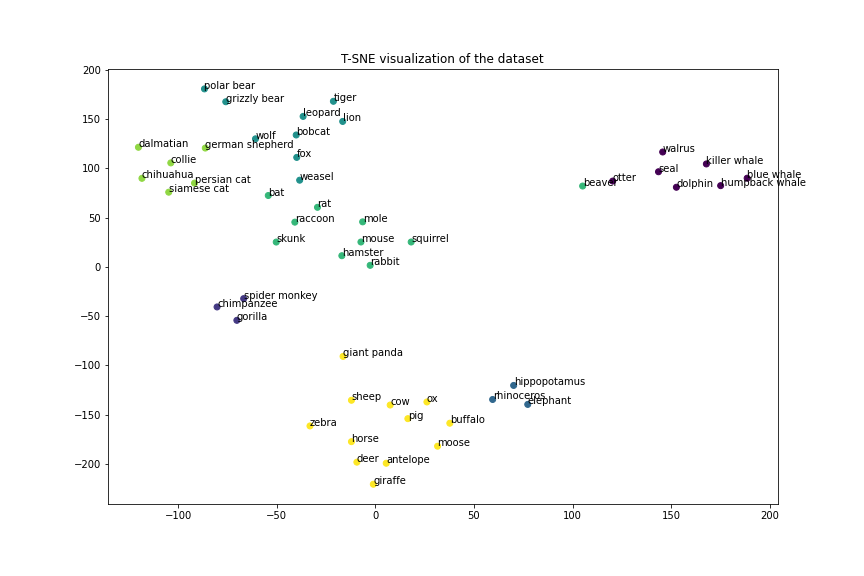 T-SNE visualization of the dataset
200
150
100
50
0
−50
−100
−150
−200
−100
−50
0
50
100
150
200
polar bear
grizzly bear
tiger
leopard
lion
wolf
bobcat
dalmatian
german shepherd
fox
collie
chihuahua
persian cat
siamese cat
weasel
bat
rat
raccoon
mole
skunk
mouse
squirrel
hamster
rabbit
walrus
killer whale
seal
otter
beaver
dolphin
blue whale
humpback whale
spider monkey
chimpanzee
gorilla
giant panda
hippopotamus
rhinoceros
elephant
sheep
cow
ox
pig
buffalo
zebra
horse
moose
deer
antelope
giraffe